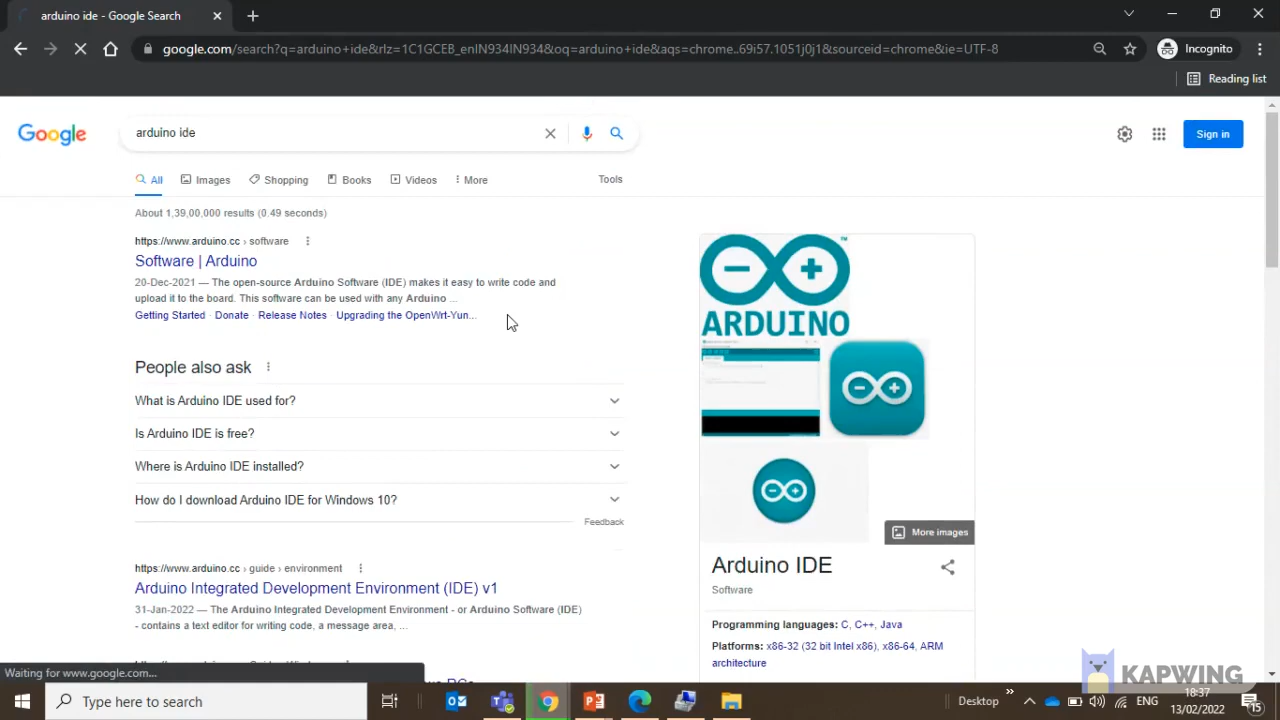 arduino ide - Google Search
google.com/search?q=arduino+ide&rlz=1C1GCEB_enIN934IN934&oq=arduino+ide&aqs=chrome..69i57.1051j0j1&sourceid=chrome&ie=UTF-8
Incognito
Reading list
Google
arduino ide
Sign in
All
Images
Shopping
Books
Videos
More
Tools
About 1,39,00,000 results (0.49 seconds)
https://www.arduino.cc › software
Software | Arduino
20-Dec-2021 — The open-source Arduino Software (IDE) makes it easy to write code and
upload it to the board. This software can be used with any Arduino ...
Getting Started · Donate · Release Notes · Upgrading the OpenWrt-Yun...
People also ask
What is Arduino IDE used for?
Is Arduino IDE is free?
Where is Arduino IDE installed?
How do I download Arduino IDE for Windows 10?
Feedback
https://www.arduino.cc › guide › environment
Arduino Integrated Development Environment (IDE) v1
31-Jan-2022 — The Arduino Integrated Development Environment - or Arduino Software (IDE)
- contains a text editor for writing code, a message area, ...
ARDUINO
TM
More images
Arduino IDE
Software
Programming languages: C, C++, Java
Platforms: x86-32 (32 bit Intel x86), x86-64, ARM
architecture
Waiting for www.google.com...
KAPWING
Type here to search
Desktop
ENG
18:37
13/02/2022
15